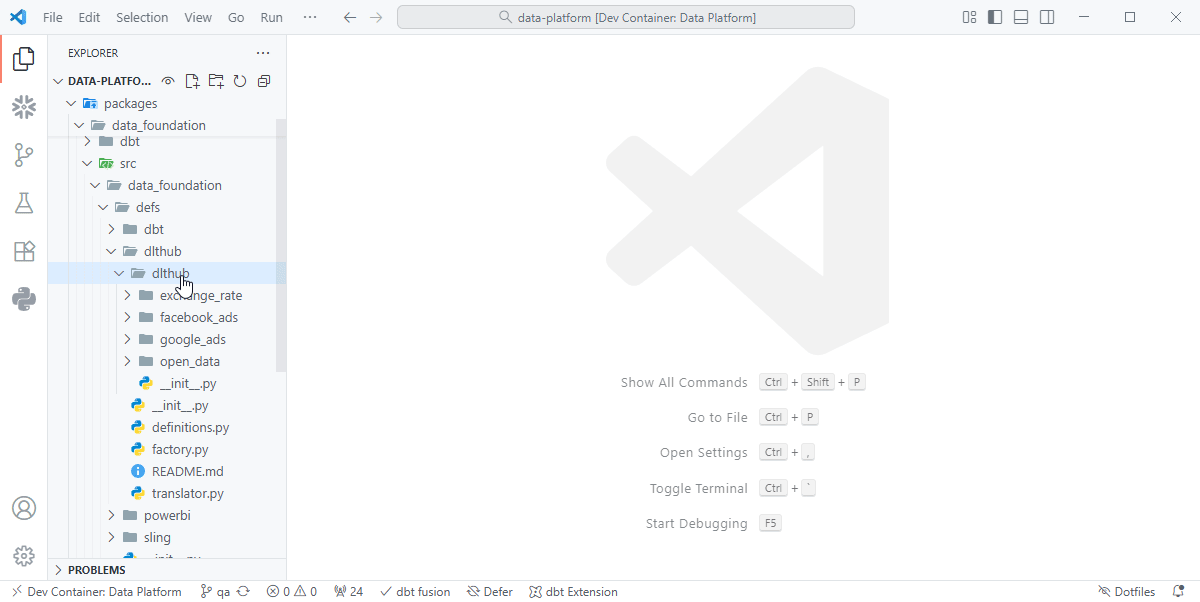 File Edit Selection View Go Run ··· data-platform [Dev Container: Data Platform]
EXPLORER ···
DATA-PLATFO...
packages
data_foundation
dbt
src
data_foundation
defs
dbt
dlthub
dlthub
exchange_rate
facebook_ads
google_ads
open_data
__init__.py
__init__.py
definitions.py
factory.py
README.md
translator.py
powerbi
sling
__init__.py
PROBLEMS
Show All Commands Ctrl + Shift + P
Go to File Ctrl + P
Open Settings Ctrl + ,
Toggle Terminal Ctrl + `
Start Debugging F5
Dev Container: Data Platform qa 0 0 24 dbt fusion Defer dbt Extension Dotfiles